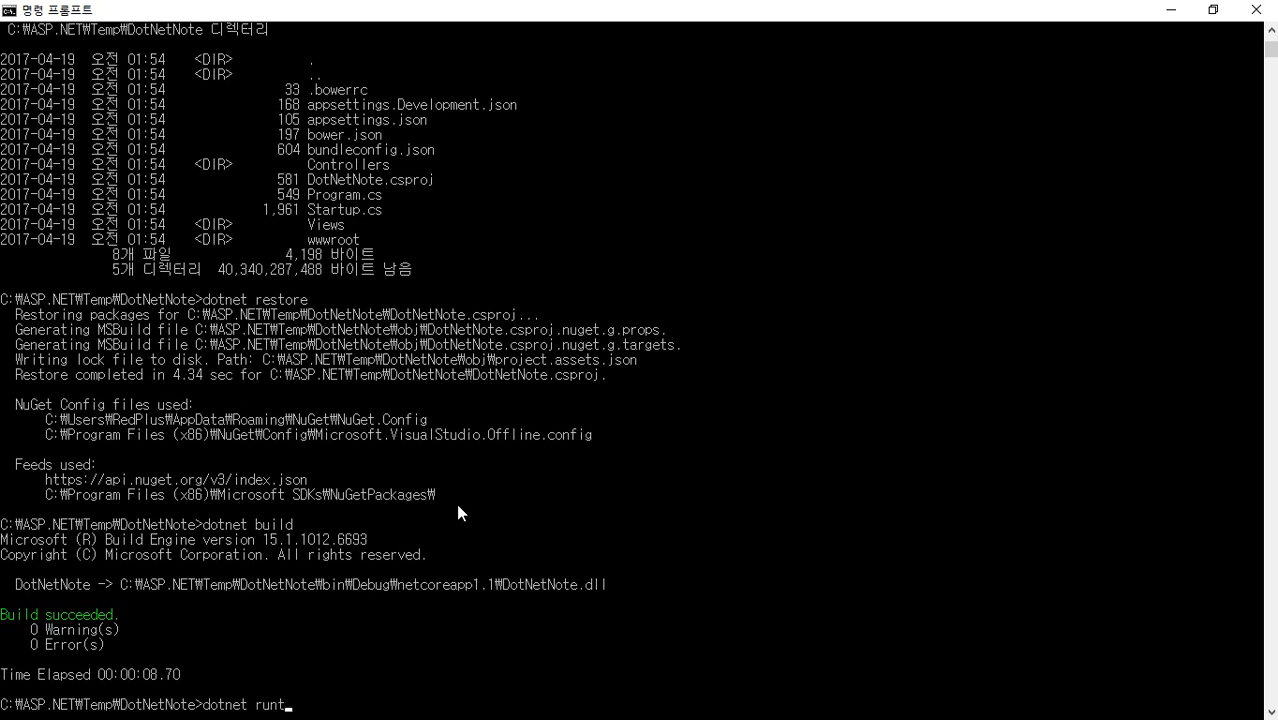 명령 프롬프트
C:\ASP.NET\Temp\DotNetNote 디렉터리
2017-04-19 오전 01:54 <DIR> .
2017-04-19 오전 01:54 <DIR> ..
2017-04-19 오전 01:54 33 .bowerrc
2017-04-19 오전 01:54 168 appsettings.Development.json
2017-04-19 오전 01:54 105 appsettings.json
2017-04-19 오전 01:54 197 bower.json
2017-04-19 오전 01:54 604 bundleconfig.json
2017-04-19 오전 01:54 <DIR> Controllers
2017-04-19 오전 01:54 581 DotNetNote.csproj
2017-04-19 오전 01:54 549 Program.cs
2017-04-19 오전 01:54 1,961 Startup.cs
2017-04-19 오전 01:54 <DIR> Views
2017-04-19 오전 01:54 <DIR> wwwroot
8개 파일 4,198 바이트
5개 디렉터리 40,340,287,488 바이트 남음
C:₩ASP.NET₩Temp₩DotNetNote>dotnet restore
Restoring packages for C:₩ASP.NET₩Temp₩DotNetNote₩DotNetNote.csproj...
Generating MSBuild file C:₩ASP.NET₩Temp₩DotNetNote₩obj₩DotNetNote.csproj.nuget.g.props.
Generating MSBuild file C:₩ASP.NET₩Temp₩DotNetNote₩obj₩DotNetNote.csproj.nuget.g.targets.
Writing lock file to disk. Path: C:₩ASP.NET₩Temp₩DotNetNote₩obj₩project.assets.json
Restore completed in 4.34 sec for C:₩ASP.NET₩Temp₩DotNetNote₩DotNetNote.csproj.
NuGet Config files used:
C:₩Users₩RedPlus₩AppData₩Roaming₩NuGet₩NuGet.Config
C:₩Program Files (x86)₩NuGet₩Config₩Microsoft.VisualStudio.Offline.config
Feeds used:
https://api.nuget.org/v3/index.json
C:₩Program Files (x86)₩Microsoft SDKs₩NuGetPackages₩
C:₩ASP.NET₩Temp₩DotNetNote>dotnet build
Microsoft (R) Build Engine version 15.1.1012.6693
Copyright (C) Microsoft Corporation. All rights reserved.
DotNetNote -> C:₩ASP.NET₩Temp₩DotNetNote₩bin₩Debug₩netcoreapp1.1₩DotNetNote.dll
Build succeeded.
0 Warning(s)
0 Error(s)
Time Elapsed 00:00:08.70
C:₩ASP.NET₩Temp₩DotNetNote>dotnet runt